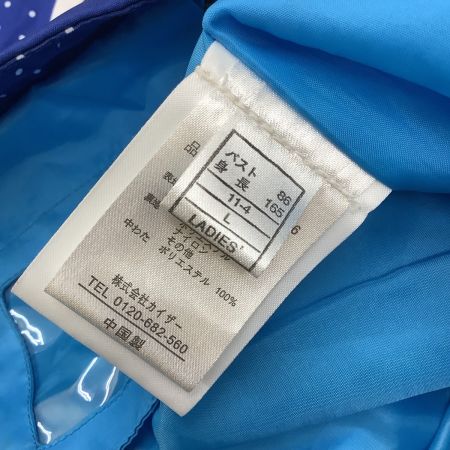 品
バスト 86
身長 165
11-4
L
LADIES'
6
表地
裏地
ナイロン
その他
中わた ポリエステル 100%
株式会社カイザー
TEL 0120-682-560
中国製